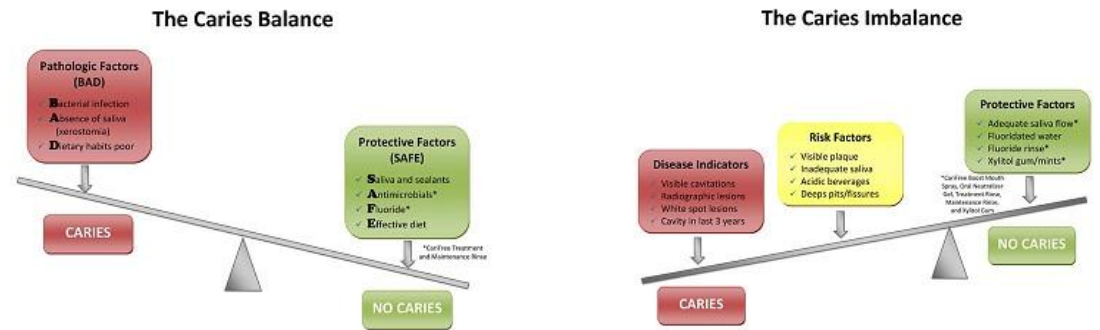 The Caries Balance
Pathologic Factors
(BAD)
✓ Bacterial infection
✓ Absence of saliva
(xerostomia)
✓ Dietary habits poor
CARIES
Protective Factors
(SAFE)
✓ Saliva and sealants
✓ Antimicrobials*
✓ Fluoride*
✓ Effective diet
*CariFree Treatment
and Maintenance Rinse
NO CARIES
The Caries Imbalance
Disease Indicators
✓ Visible cavitations
✓ Radiographic lesions
✓ White spot lesions
✓ Cavity in last 3 years
CARIES
Risk Factors
✓ Visible plaque
✓ Inadequate saliva
✓ Acidic beverages
✓ Deeps pits/fissures
Protective Factors
✓ Adequate saliva flow*
✓ Fluoridated water
✓ Fluoride rinse*
✓ Xylitol gum/mints*
*CariFree Boost Mouth
Spray, Oral Neutralizer
Gel, Treatment Rinse,
Maintenance Rinse,
and Xylitol Gum
NO CARIES